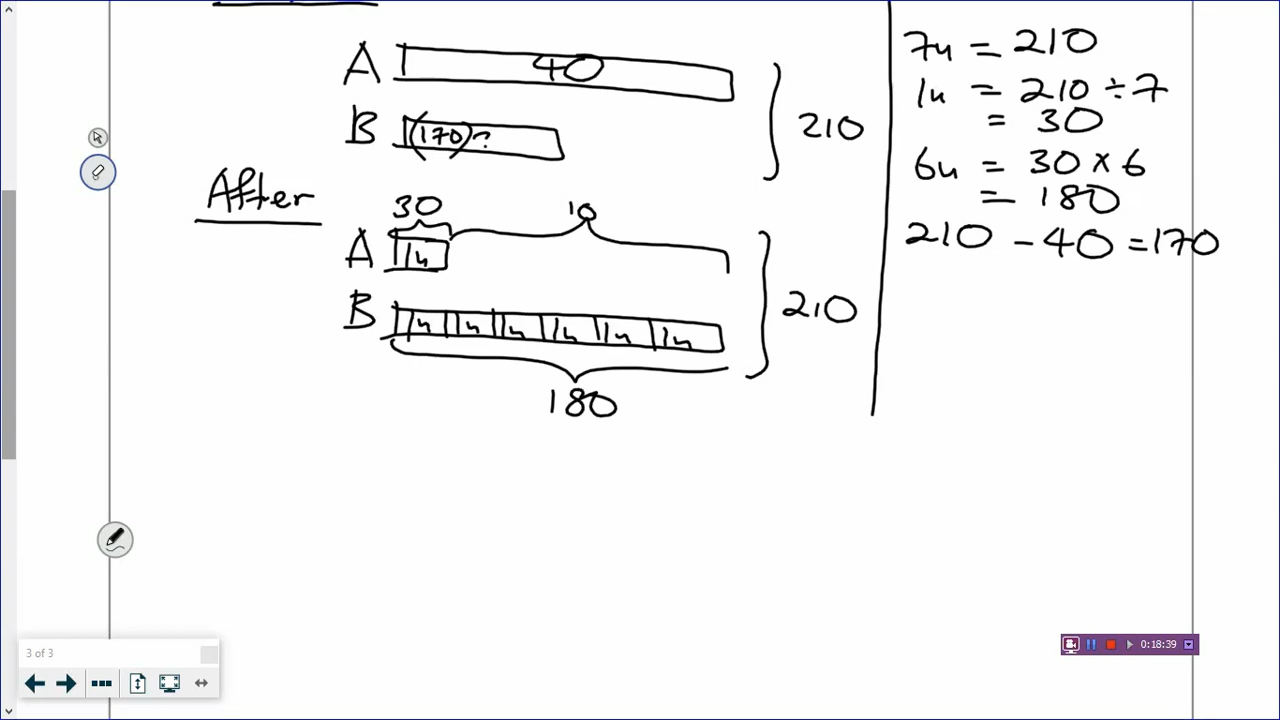 A 40
B (170)?
210
After
30
10
A 1u
B 1u 1u 1u 1u 1u 1u
210
180
7u = 210
1u = 210 ÷ 7
= 30
6u = 30 × 6
= 180
210 - 40 = 170
3 of 3
0:18:39